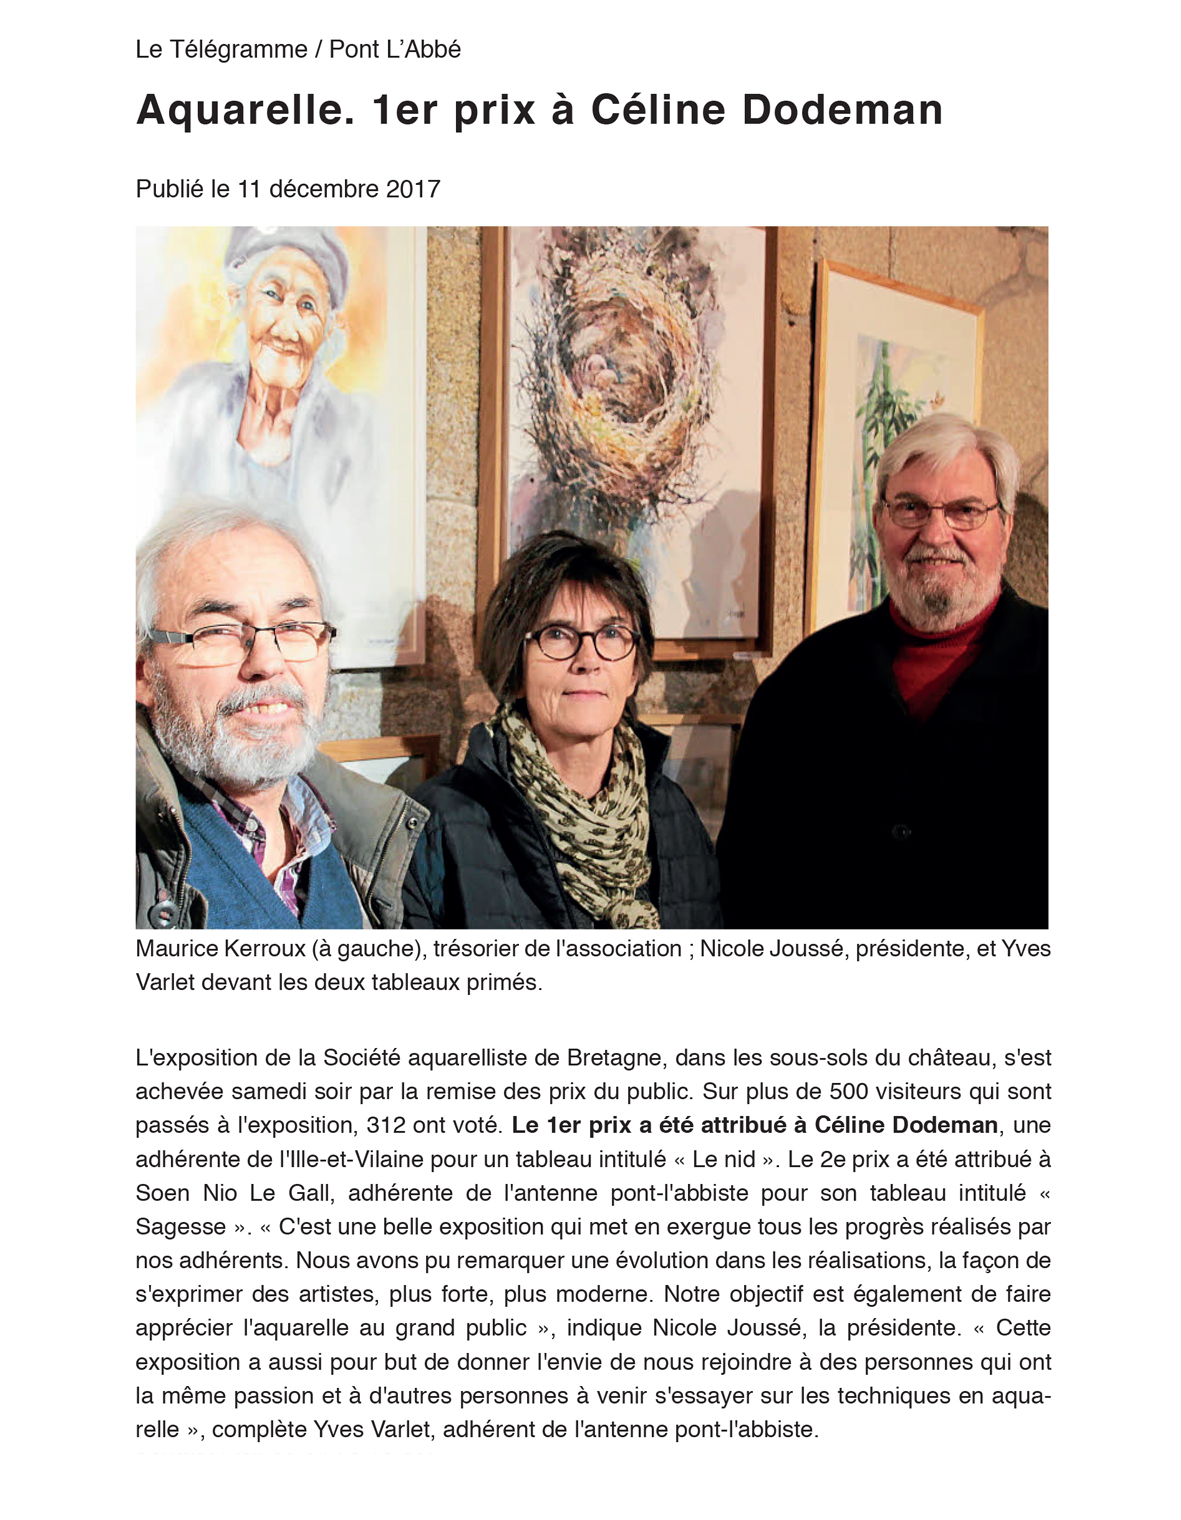 Le Télégramme / Pont L’Abbé
Aquarelle. 1er prix à Céline Dodeman
Publié le 11 décembre 2017
Maurice Kerroux (à gauche), trésorier de l'association ; Nicole Joussé, présidente, et Yves
Varlet devant les deux tableaux primés.
L'exposition de la Société aquarelliste de Bretagne, dans les sous-sols du château, s'est
achevée samedi soir par la remise des prix du public. Sur plus de 500 visiteurs qui sont
passés à l'exposition, 312 ont voté. Le 1er prix a été attribué à Céline Dodeman, une
adhérente de l'Ille-et-Vilaine pour un tableau intitulé « Le nid ». Le 2e prix a été attribué à
Soen Nio Le Gall, adhérente de l'antenne pont-l'abbiste pour son tableau intitulé «
Sagesse ». « C'est une belle exposition qui met en exergue tous les progrès réalisés par
nos adhérents. Nous avons pu remarquer une évolution dans les réalisations, la façon de
s'exprimer des artistes, plus forte, plus moderne. Notre objectif est également de faire
apprécier l'aquarelle au grand public », indique Nicole Joussé, la présidente. « Cette
exposition a aussi pour but de donner l'envie de nous rejoindre à des personnes qui ont
la même passion et à d'autres personnes à venir s'essayer sur les techniques en aqua-
relle », complète Yves Varlet, adhérent de l'antenne pont-l'abbiste.